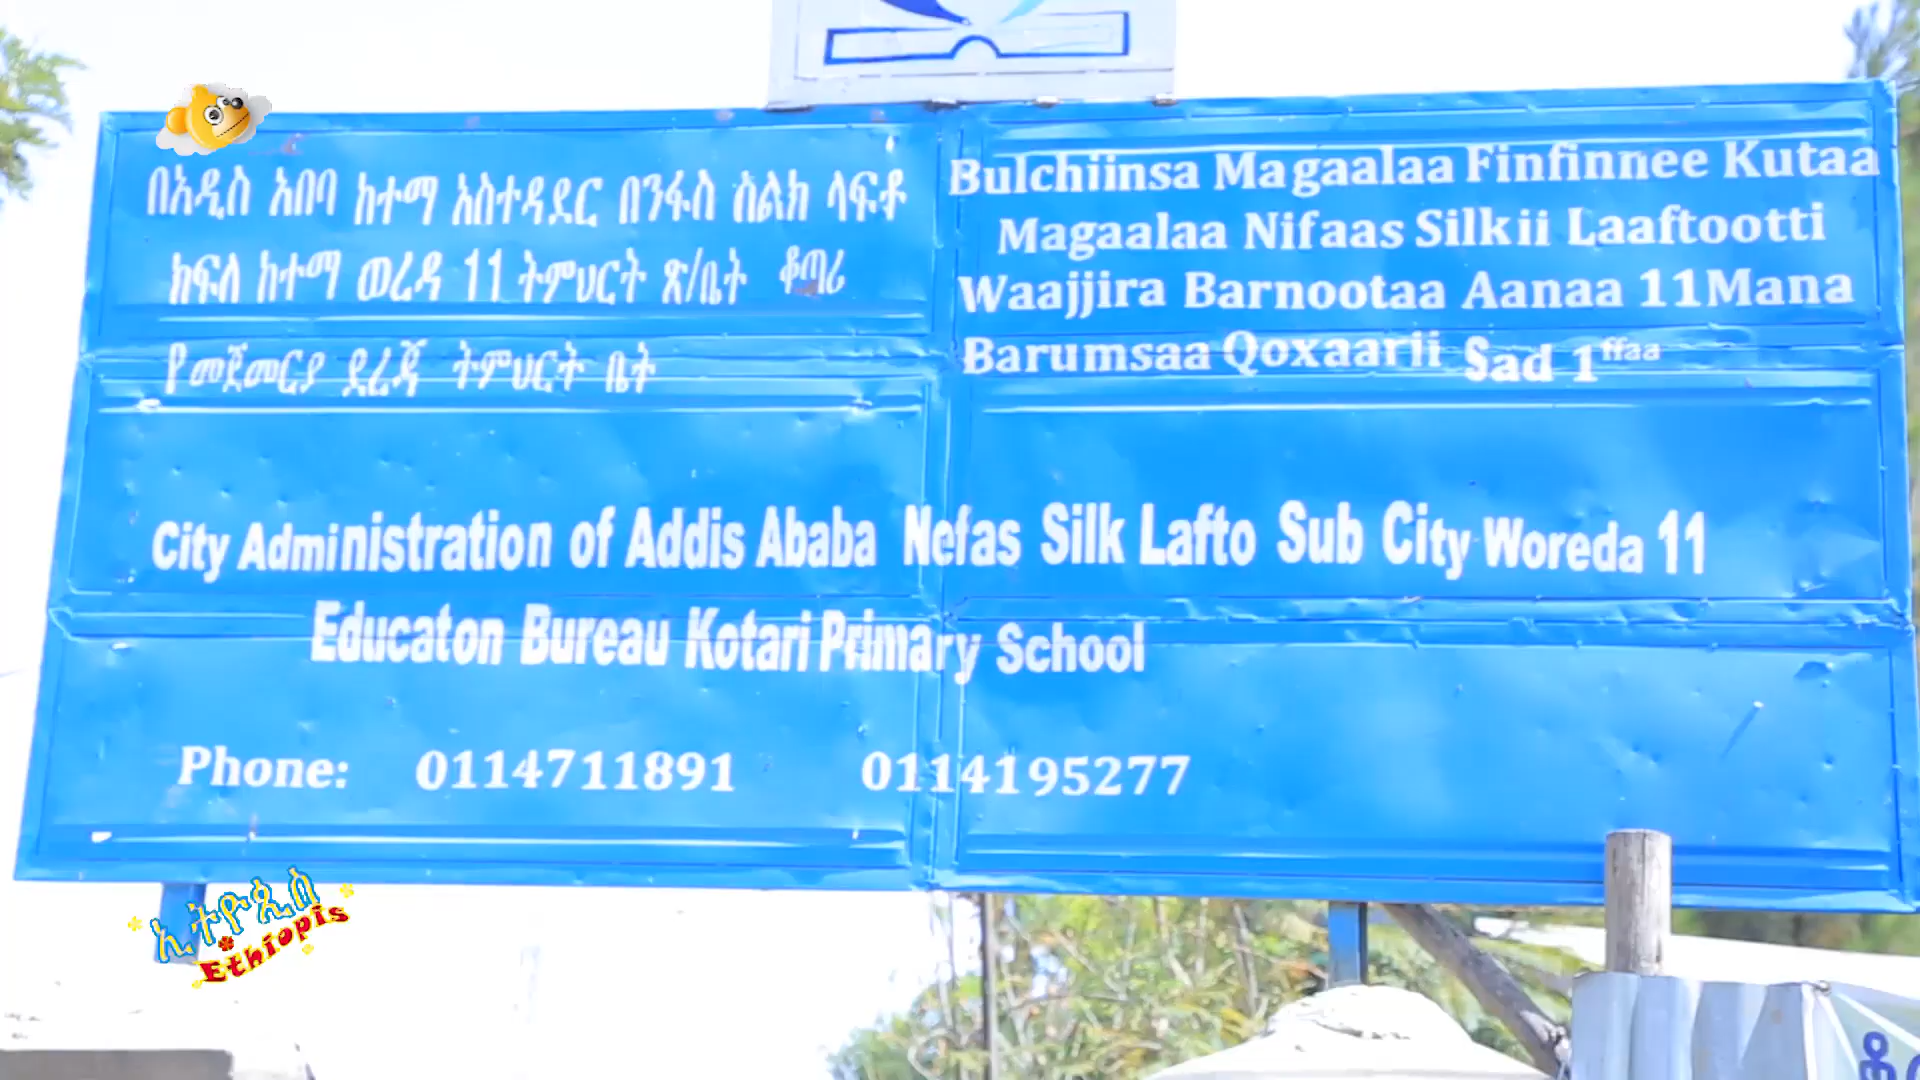 በአዲስ አበባ ከተማ አስተዳደር በንፋስ ስልክ ላፍቶ
ክፍለ ከተማ ወረዳ 11 ትምህርት ጽ/ቤት ቆጣሪ
የመጀመርያ ደረጃ ትምህርት ቤት
Bulchiinsa Magaalaa Finfinnee Kutaa
Magaalaa Nifaas Silkii Laaftootti
Waajjira Barnootaa Aanaa 11 Mana
Barumsaa Qoxaarii Sad 1ffaa
City Administration of Addis Ababa Nefas Silk Lafto Sub City Woreda 11
Educaton Bureau Kotari Primary School
Phone: 0114711891 0114195277
ኢትዮጲስ
Ethiopis